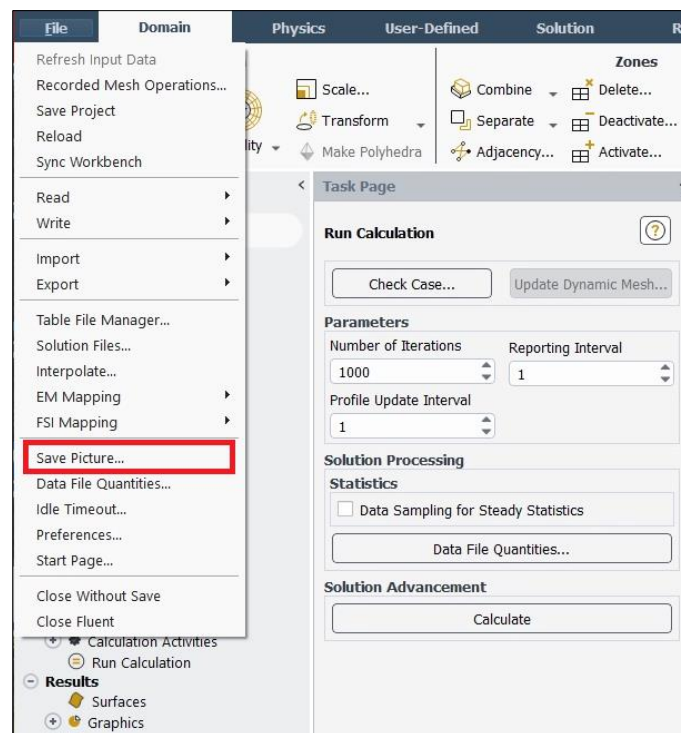 File Domain Physics User-Defined Solution R
Refresh Input Data
Recorded Mesh Operations...
Save Project
Reload
Sync Workbench
Read
Write
Import
Export
Table File Manager...
Solution Files...
Interpolate...
EM Mapping
FSI Mapping
Save Picture...
Data File Quantities...
Idle Timeout...
Preferences...
Start Page...
Close Without Save
Close Fluent
Calculation Activities
Run Calculation
Results
Surfaces
Graphics
lity
Scale...
Transform
Make Polyhedra
Zones
Combine Delete...
Separate Deactivate...
Adjacency... Activate...
Task Page
Run Calculation ?
Check Case... Update Dynamic Mesh...
Parameters
Number of Iterations Reporting Interval
1000 1
Profile Update Interval
1
Solution Processing
Statistics
Data Sampling for Steady Statistics
Data File Quantities...
Solution Advancement
Calculate